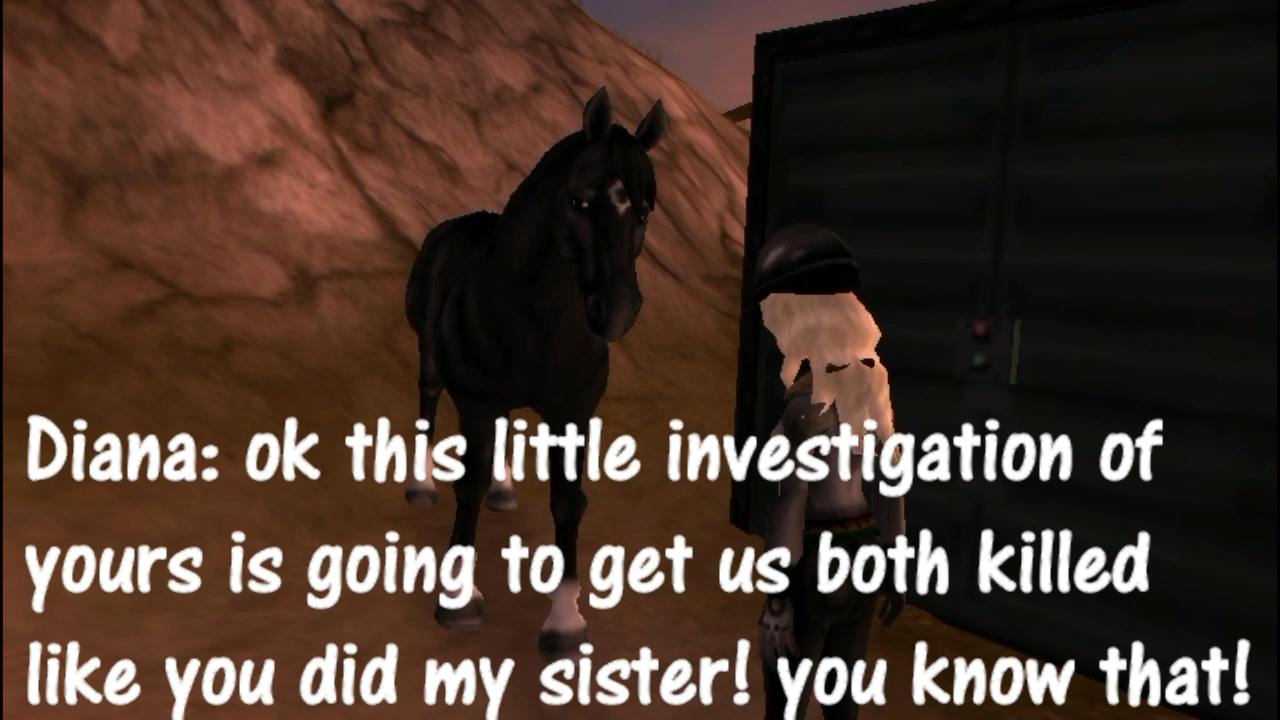 Diana: ok this little investigation of
yours is going to get us both killed
like you did my sister! you know that!